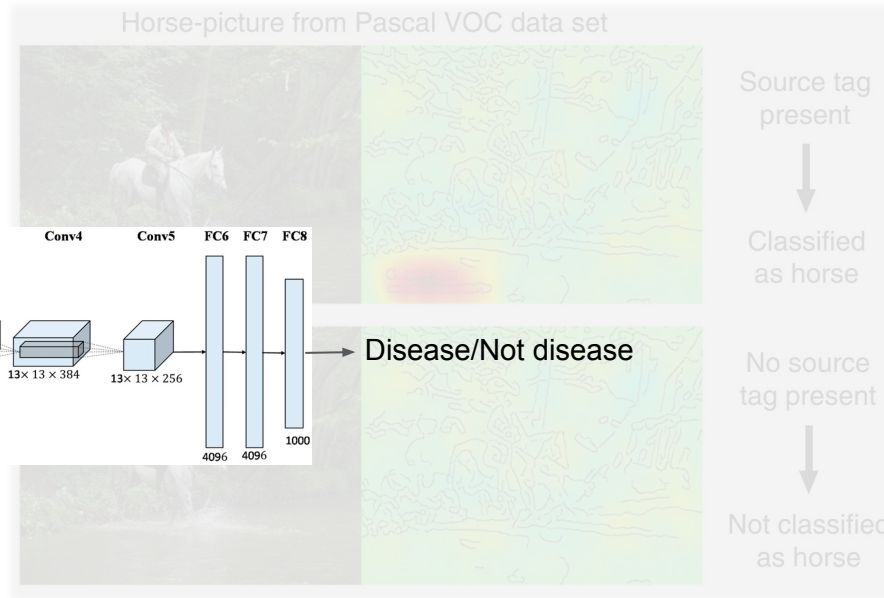 Horse-picture from Pascal VOC data set
Source tag
present
Classified
as horse
Conv4 Conv5 FC6 FC7 FC8
13× 13 × 384
13× 13 × 256
4096
4096
1000
Disease/Not disease
No source
tag present
Not classified
as horse